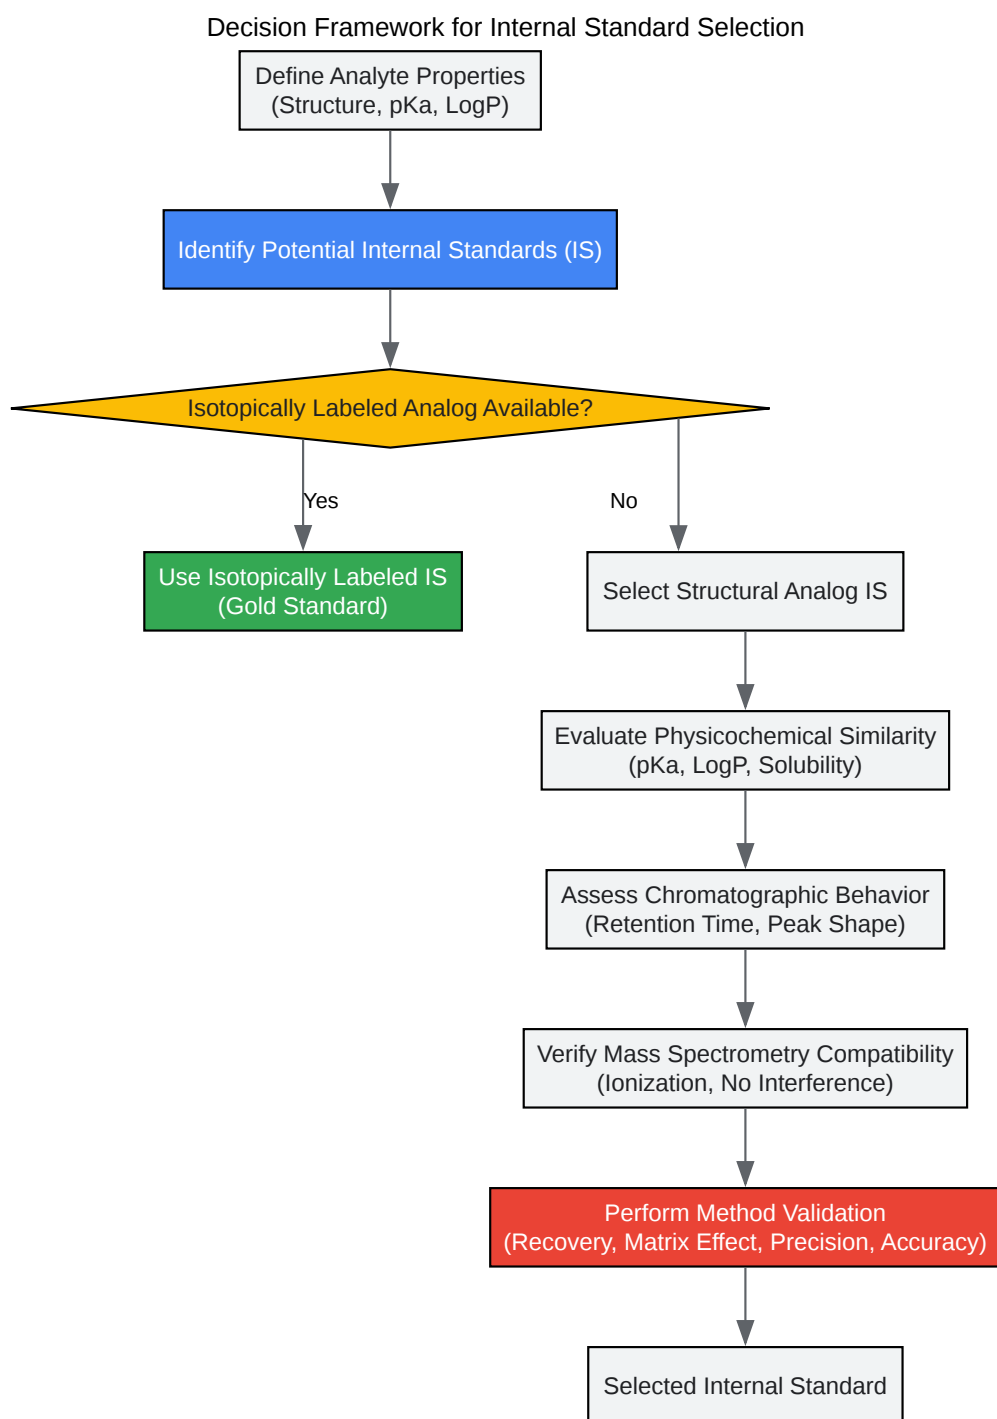 Decision Framework for Internal Standard Selection
Define Analyte Properties
(Structure, pKa, LogP)
Identify Potential Internal Standards (IS)
Isotopically Labeled Analog Available?
Yes
No
Use Isotopically Labeled IS
(Gold Standard)
Select Structural Analog IS
Evaluate Physicochemical Similarity
(pKa, LogP, Solubility)
Assess Chromatographic Behavior
(Retention Time, Peak Shape)
Verify Mass Spectrometry Compatibility
(Ionization, No Interference)
Perform Method Validation
(Recovery, Matrix Effect, Precision, Accuracy)
Selected Internal Standard